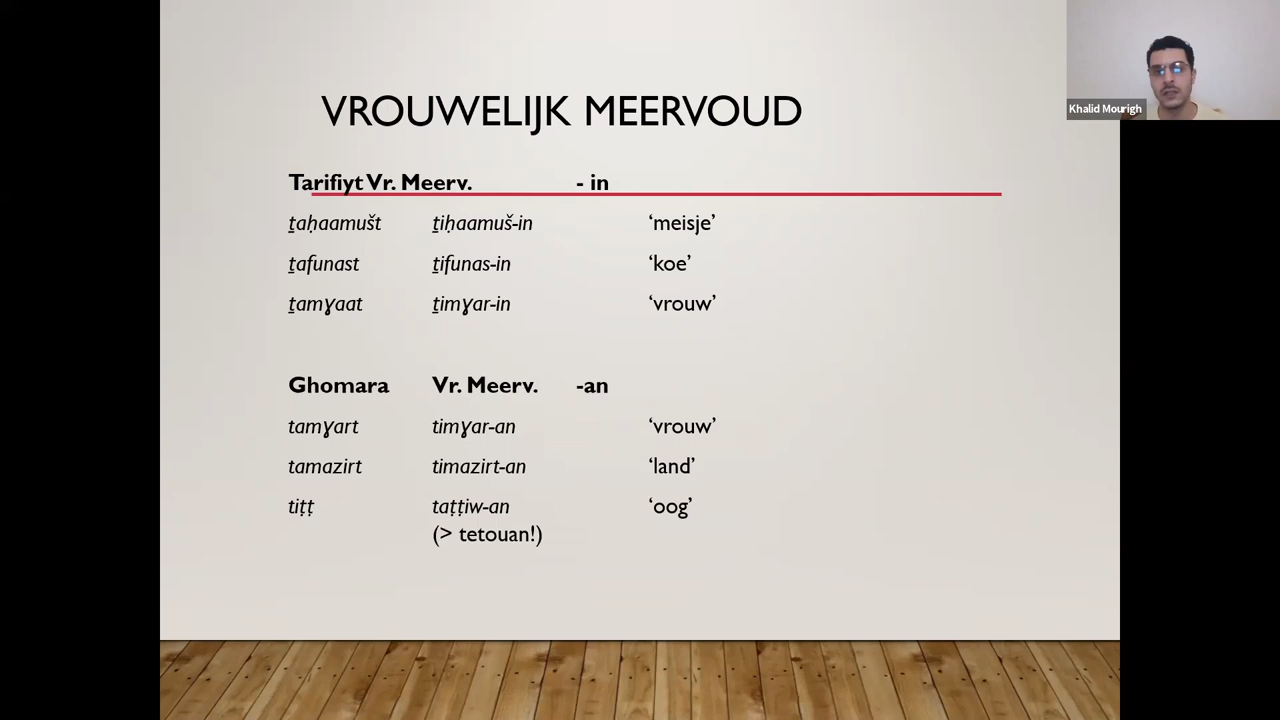 VROUWELIJK MEERVOUD
Khalid Mourigh
Tarifiyt Vr. Meerv. - in
ṯaḥaamušt ṯiḥaamuš-in ‘meisje’
ṯafunast ṯifunas-in ‘koe’
ṯamɣaat ṯimɣar-in ‘vrouw’
Ghomara Vr. Meerv. -an
tamɣart timɣar-an ‘vrouw’
tamazirt timazirt-an ‘land’
tiṭṭ taṭṭiw-an ‘oog’
(> tetouan!)